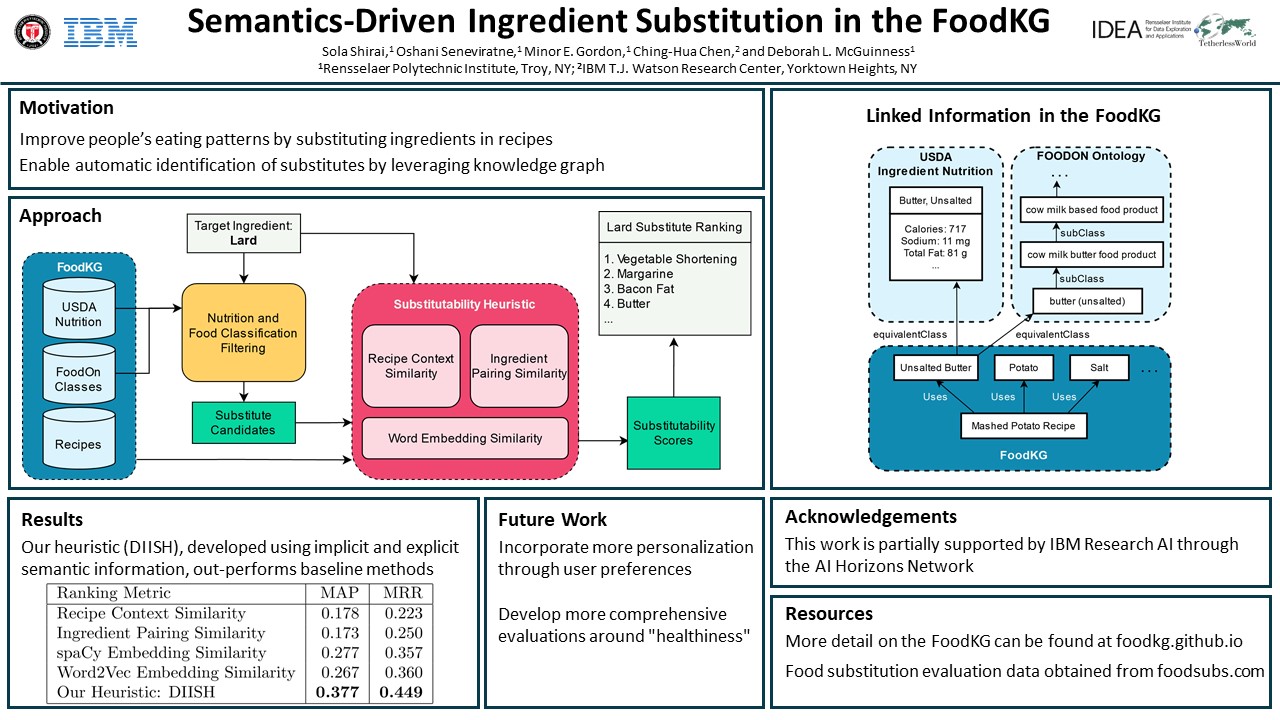 Semantics-Driven Ingredient Substitution in the FoodKG
Sola Shirai,¹ Oshani Seneviratne,¹ Minor E. Gordon,¹ Ching-Hua Chen,² and Deborah L. McGuinness¹
¹Rensselaer Polytechnic Institute, Troy, NY; ²IBM T.J. Watson Research Center, Yorktown Heights, NY
IBM
IDEA
Rensselaer Institute
for Data Exploration
and Applications
TetherlessWorld
Motivation
Improve people’s eating patterns by substituting ingredients in recipes
Enable automatic identification of substitutes by leveraging knowledge graph
Approach
FoodKG
USDA
Nutrition
FoodOn
Classes
Recipes
Target Ingredient:
Lard
Nutrition and
Food Classification
Filtering
Substitute
Candidates
Substitutability Heuristic
Recipe Context
Similarity
Ingredient
Pairing Similarity
Word Embedding Similarity
Substitutability
Scores
Lard Substitute Ranking
1. Vegetable Shortening
2. Margarine
3. Bacon Fat
4. Butter
...
Linked Information in the FoodKG
USDA
Ingredient Nutrition
Butter, Unsalted
Calories: 717
Sodium: 11 mg
Total Fat: 81 g
...
FOODON Ontology
...
cow milk based food product
subClass
cow milk butter food product
subClass
butter (unsalted)
equivalentClass
equivalentClass
Unsalted Butter
Potato
Salt
...
Uses
Uses
Uses
Mashed Potato Recipe
FoodKG
Results
Our heuristic (DIISH), developed using implicit and explicit
semantic information, out-performs baseline methods
Ranking Metric MAP MRR
Recipe Context Similarity 0.178 0.223
Ingredient Pairing Similarity 0.173 0.250
spaCy Embedding Similarity 0.277 0.357
Word2Vec Embedding Similarity 0.267 0.360
Our Heuristic: DIISH 0.377 0.449
Future Work
Incorporate more personalization
through user preferences
Develop more comprehensive
evaluations around "healthiness"
Acknowledgements
This work is partially supported by IBM Research AI through
the AI Horizons Network
Resources
More detail on the FoodKG can be found at foodkg.github.io
Food substitution evaluation data obtained from foodsubs.com